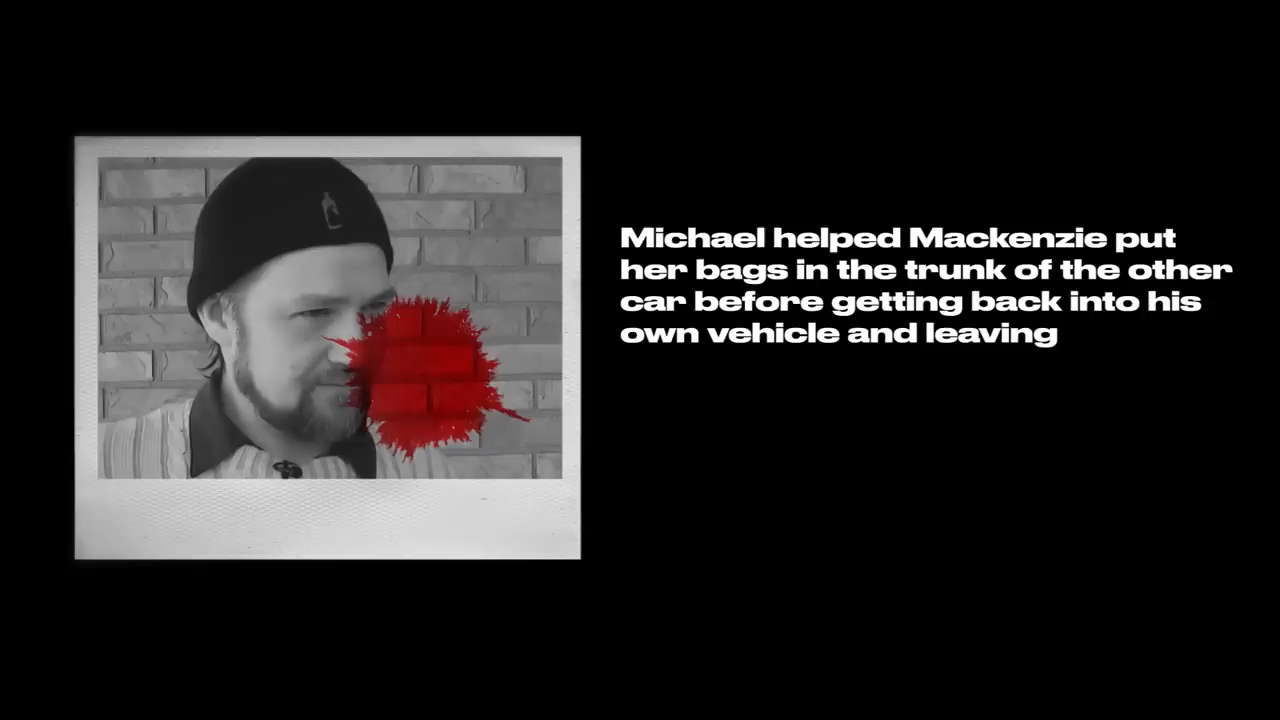 Michael helped Mackenzie put
her bags in the trunk of the other
car before getting back into his
own vehicle and leaving